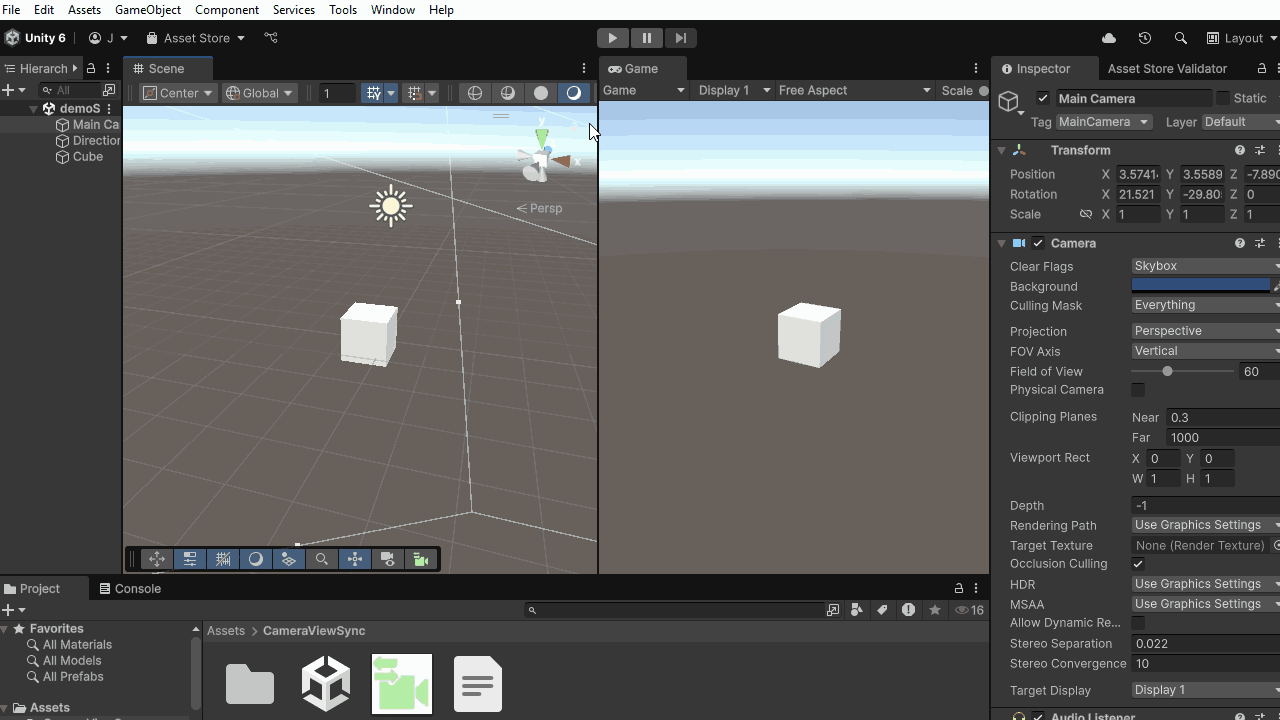 File Edit Assets GameObject Component Services Tools Window Help
Unity 6 J Asset Store Layout
Hierarch Scene Game Inspector Asset Store Validator
All Center Global 1 Game Display 1 Free Aspect Scale
demoS
Main Ca
Direction
Cube
y
x
Persp
Main Camera Static
Tag MainCamera Layer Default
Transform
Position X 3.5741 Y 3.5589 Z -7.890
Rotation X 21.521 Y -29.80 Z 0
Scale X 1 Y 1 Z 1
Camera
Clear Flags Skybox
Background
Culling Mask Everything
Projection Perspective
FOV Axis Vertical
Field of View 60
Physical Camera
Clipping Planes Near 0.3
Far 1000
Viewport Rect X 0 Y 0
W 1 H 1
Depth -1
Rendering Path Use Graphics Settings
Target Texture None (Render Texture)
Occlusion Culling
HDR Use Graphics Settings
MSAA Use Graphics Settings
Allow Dynamic Re...
Stereo Separation 0.022
Stereo Convergence 10
Target Display Display 1
Audio Listener
Project Console
16
Favorites
All Materials
All Models
All Prefabs
Assets
Assets > CameraViewSync